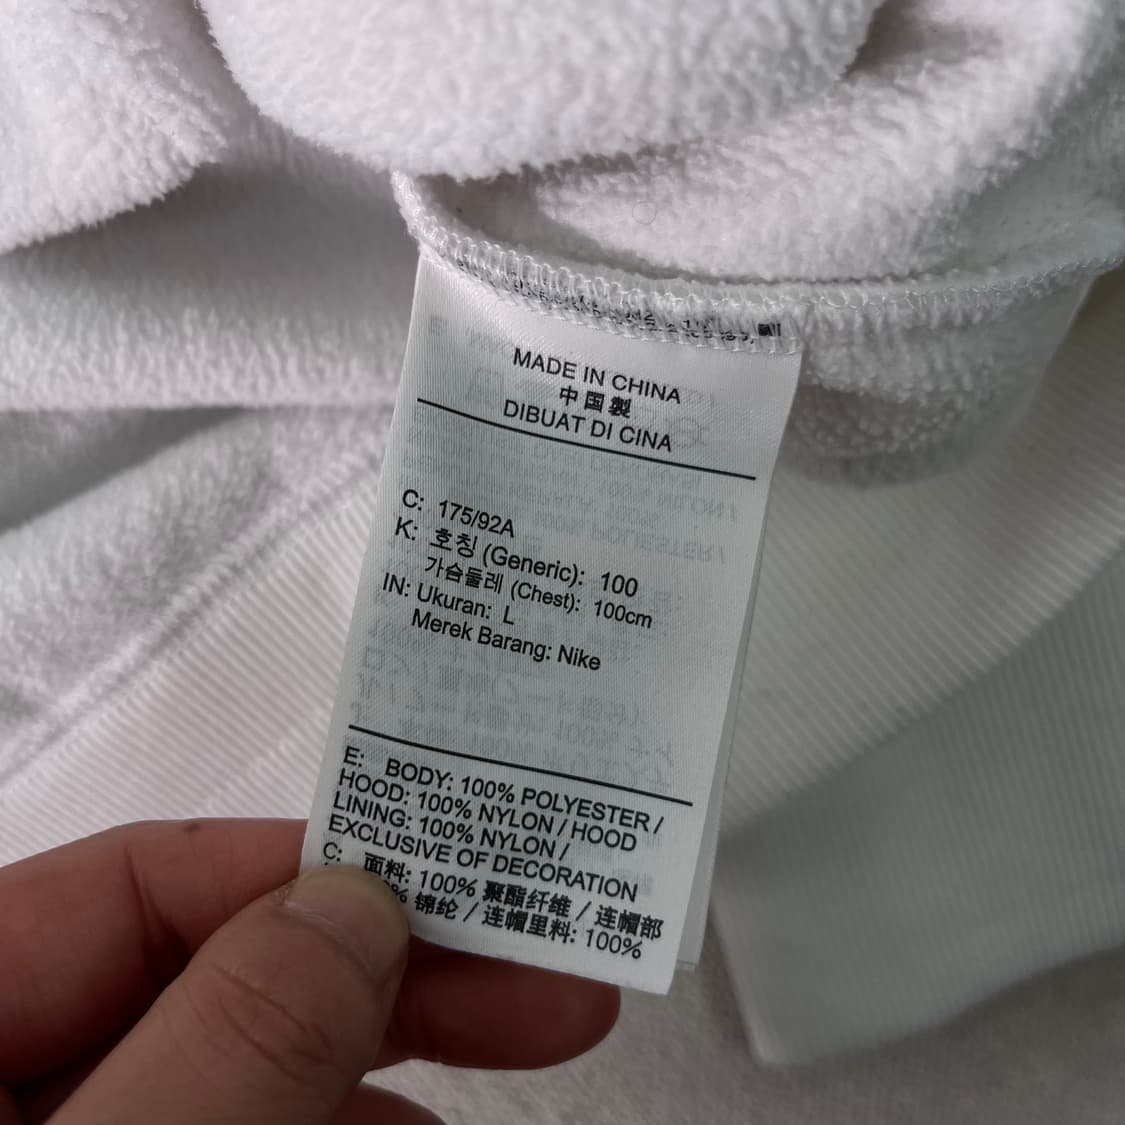 MADE IN CHINA
中国製
DIBUAT DI CINA
C: 175/92A
K: 호칭 (Generic): 100
가슴둘레 (Chest): 100cm
IN: Ukuran: L
Merek Barang: Nike
E: BODY: 100% POLYESTER /
HOOD: 100% NYLON / HOOD
LINING: 100% NYLON /
EXCLUSIVE OF DECORATION
C: 面料: 100% 聚酯纤维 / 连帽部
% 锦纶 / 连帽里料: 100%